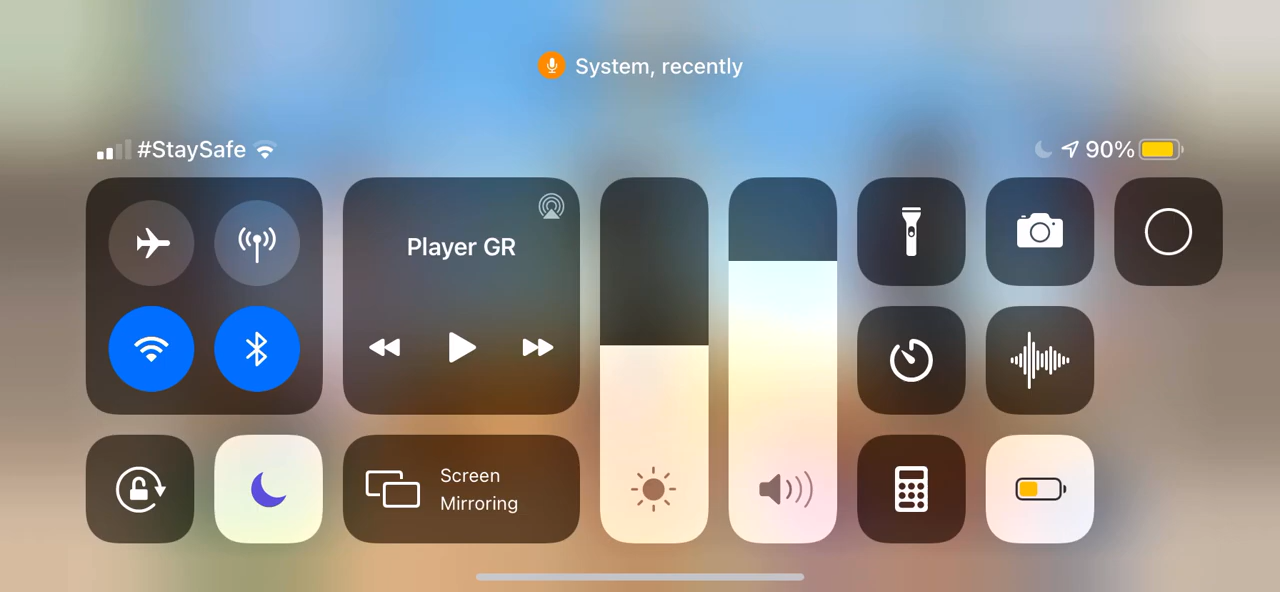 System, recently
#StaySafe
90%
Player GR
Screen
Mirroring